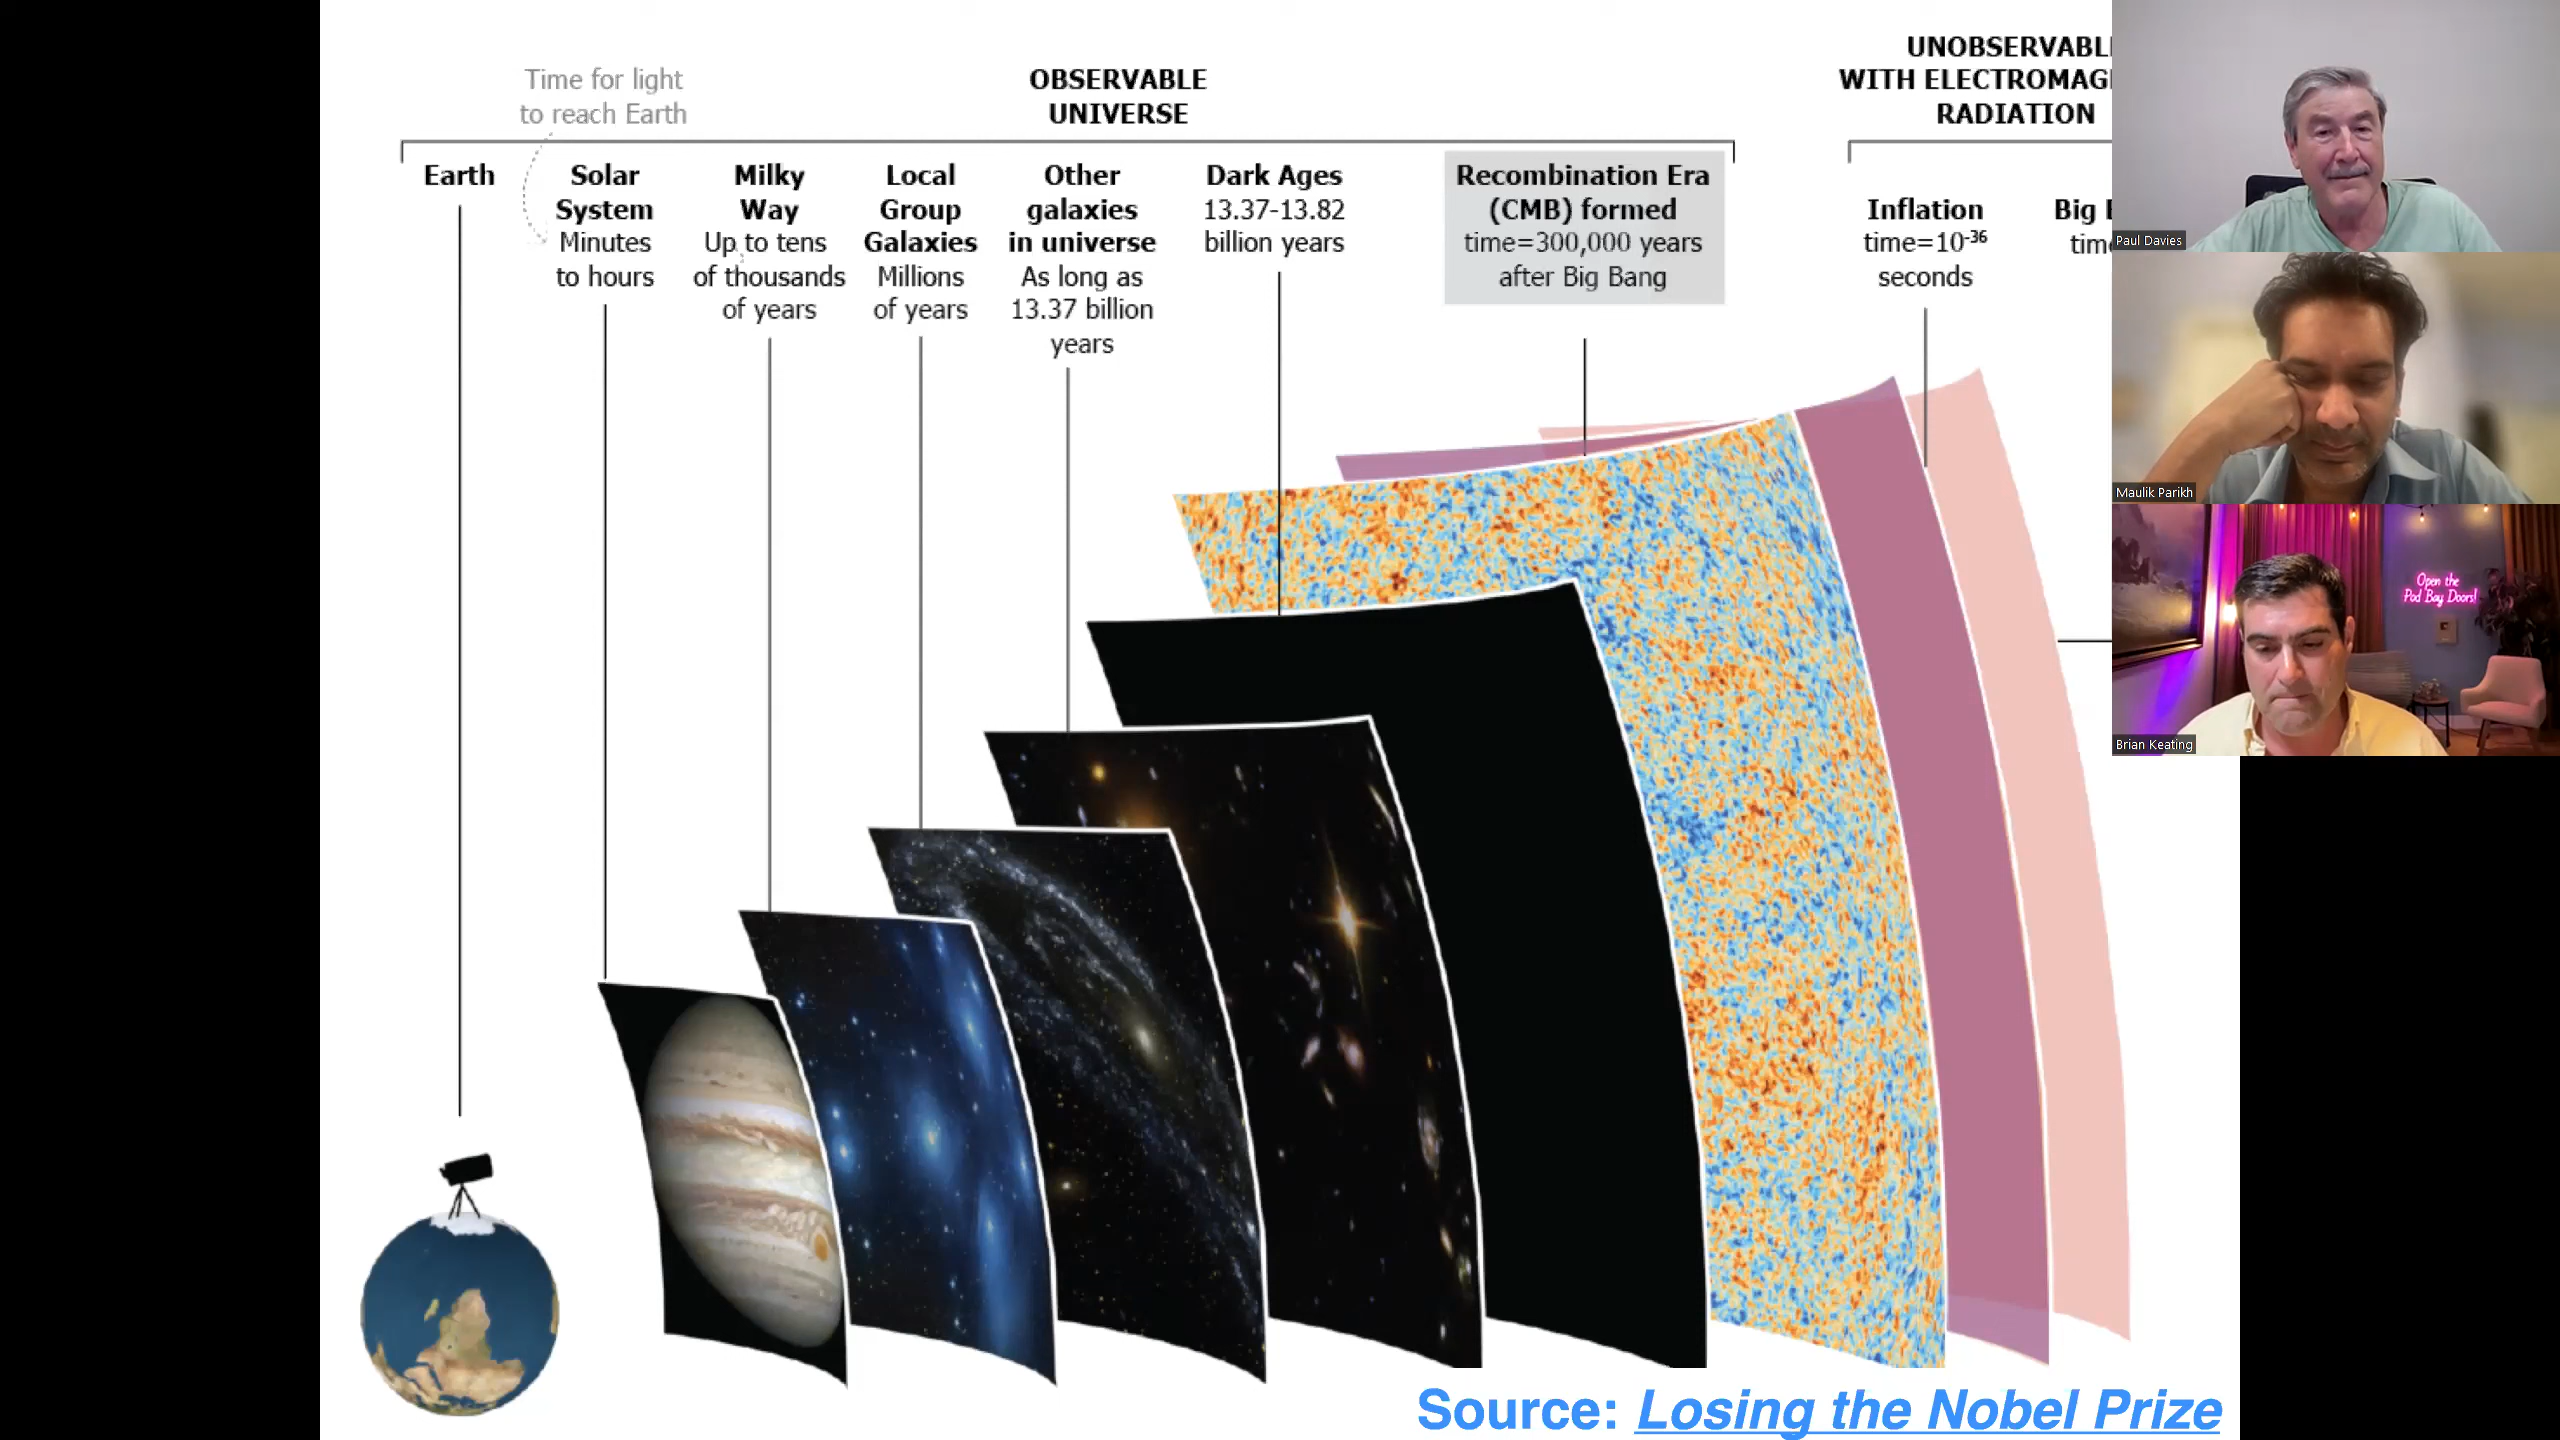 Time for light
to reach Earth
OBSERVABLE
UNIVERSE
UNOBSERVABL
WITH ELECTROMAG
RADIATION
Earth
Solar
System
Minutes
to hours
Milky
Way
Up to tens
of thousands
of years
Local
Group
Galaxies
Millions
of years
Other
galaxies
in universe
As long as
13.37 billion
years
Dark Ages
13.37-13.82
billion years
Recombination Era
(CMB) formed
time=300,000 years
after Big Bang
Inflation
time=10-36
seconds
Big
time
Paul Davies
Maulik Parikh
Open the
Pod Bay Doors!
Brian Keating
Source: Losing the Nobel Prize